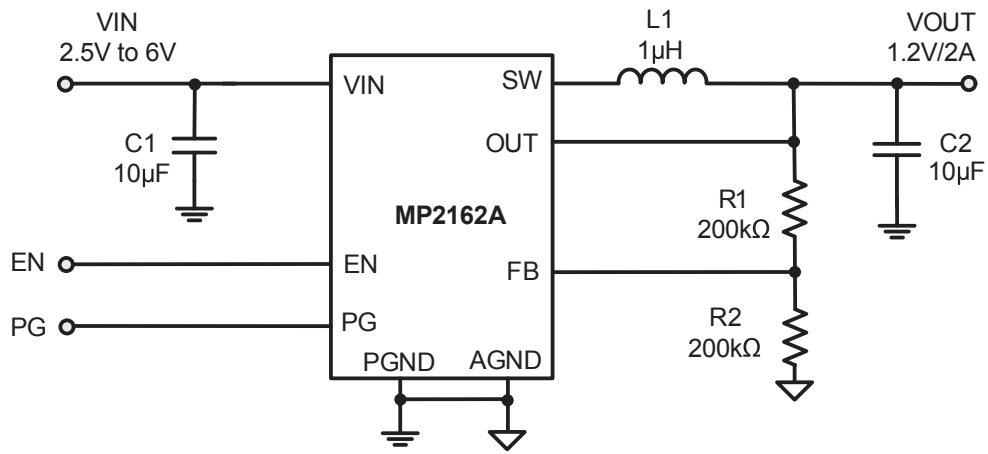 VIN
2.5V to 6V
L1
1µH
VOUT
1.2V/2A
VIN
SW
C1
10µF
OUT
C2
10µF
MP2162A
R1
200kΩ
EN
EN
FB
PG
PG
R2
200kΩ
PGND
AGND